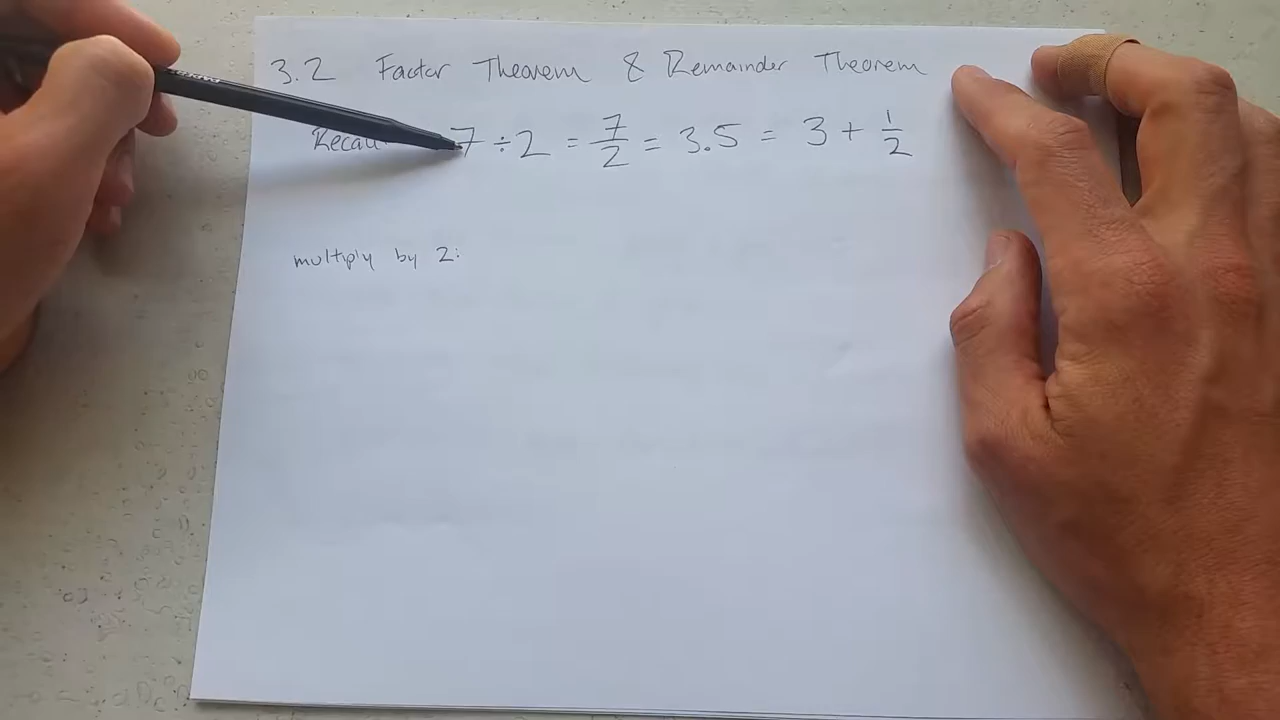 3.2 Factor Theorem & Remainder Theorem
7 ÷ 2 = 7/2 = 3.5 = 3 + 1/2
multiply by 2: